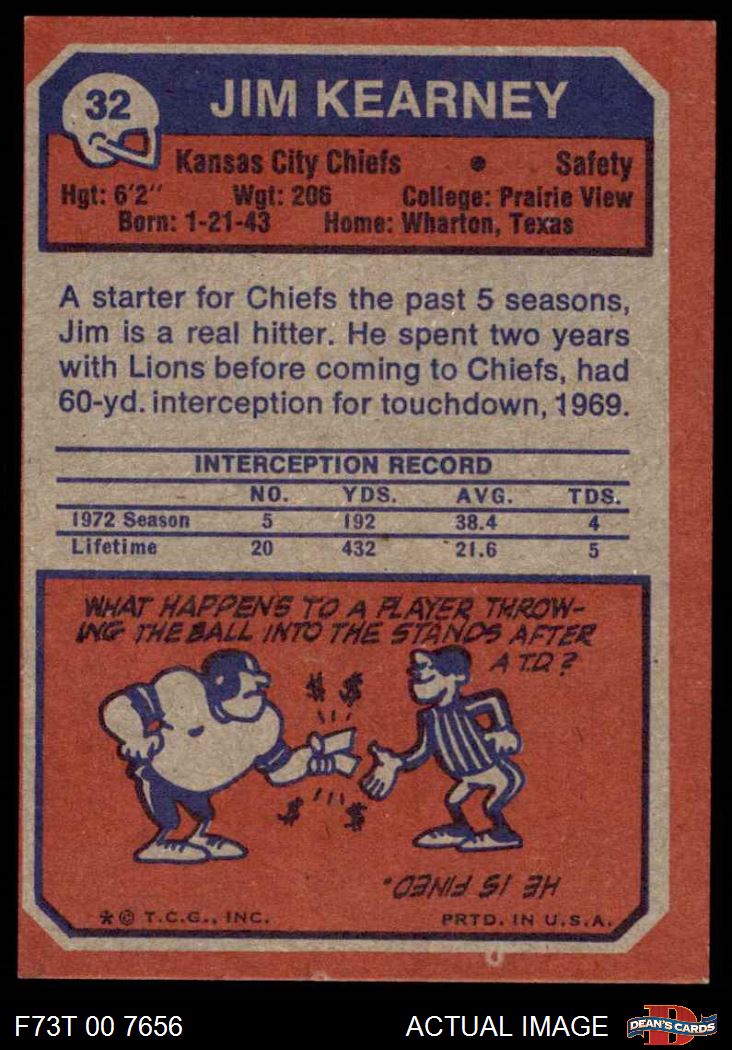 32
JIM KEARNEY
Kansas City Chiefs • Safety
Hgt: 6'2" Wgt: 206 College: Prairie View
Born: 1-21-43 Home: Wharton, Texas
A starter for Chiefs the past 5 seasons,
Jim is a real hitter. He spent two years
with Lions before coming to Chiefs, had
60-yd. interception for touchdown, 1969.
INTERCEPTION RECORD
NO. YDS. AVG. TDS.
1972 Season 5 192 38.4 4
Lifetime 20 432 21.6 5
WHAT HAPPENS TO A PLAYER THROW-
ING THE BALL INTO THE STANDS AFTER
A T.D.?
$ $
$ $
HE IS FINED.
* © T.C.G., INC. PRTD. IN U.S.A.
F73T 00 7656 ACTUAL IMAGE D DEAN'S CARDS